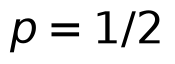 p = 1/2